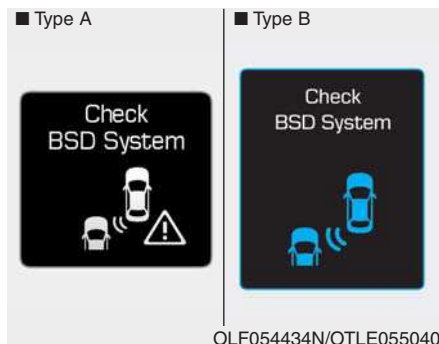 ■ Type A
■ Type B
Check
BSD System
Check
BSD System
OLF054434N/OTLE055040